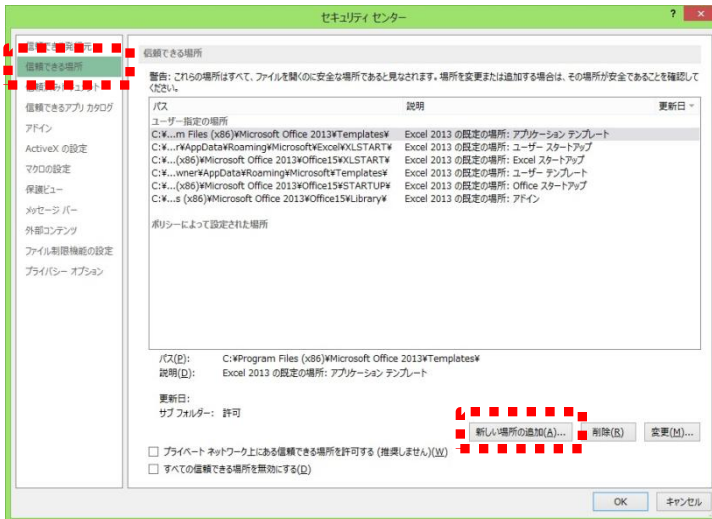 セキュリティ センター
? ×
信頼できる発行元
信頼できる場所
信頼済みドキュメント
信頼できるアプリ カタログ
アドイン
ActiveX の設定
マクロの設定
保護ビュー
メッセージ バー
外部コンテンツ
ファイル制限機能の設定
プライバシー オプション
信頼できる場所
警告: これらの場所はすべて、ファイルを開くのに安全な場所であると見なされます。場所を変更または追加する場合は、その場所が安全であることを確認して
ください。
パス 説明 更新日
ユーザー指定の場所
C:¥...m Files (x86)¥Microsoft Office 2013¥Templates¥ Excel 2013 の既定の場所: アプリケーション テンプレート
C:¥...r¥AppData¥Roaming¥Microsoft¥Excel¥XLSTART¥ Excel 2013 の既定の場所: ユーザー スタートアップ
C:¥...(x86)¥Microsoft Office 2013¥Office15¥XLSTART¥ Excel 2013 の既定の場所: Excel スタートアップ
C:¥...wner¥AppData¥Roaming¥Microsoft¥Templates¥ Excel 2013 の既定の場所: ユーザー テンプレート
C:¥...(x86)¥Microsoft Office 2013¥Office15¥STARTUP¥ Excel 2013 の既定の場所: Office スタートアップ
C:¥...s (x86)¥Microsoft Office 2013¥Office15¥Library¥ Excel 2013 の既定の場所: アドイン
ポリシーによって設定された場所
パス(P): C:¥Program Files (x86)¥Microsoft Office 2013¥Templates¥
説明(D): Excel 2013 の既定の場所: アプリケーション テンプレート
更新日:
サブ フォルダー: 許可
新しい場所の追加(A)... 削除(R) 変更(M)...
プライベート ネットワーク上にある信頼できる場所を許可する (推奨しません)(W)
すべての信頼できる場所を無効にする(D)
OK キャンセル